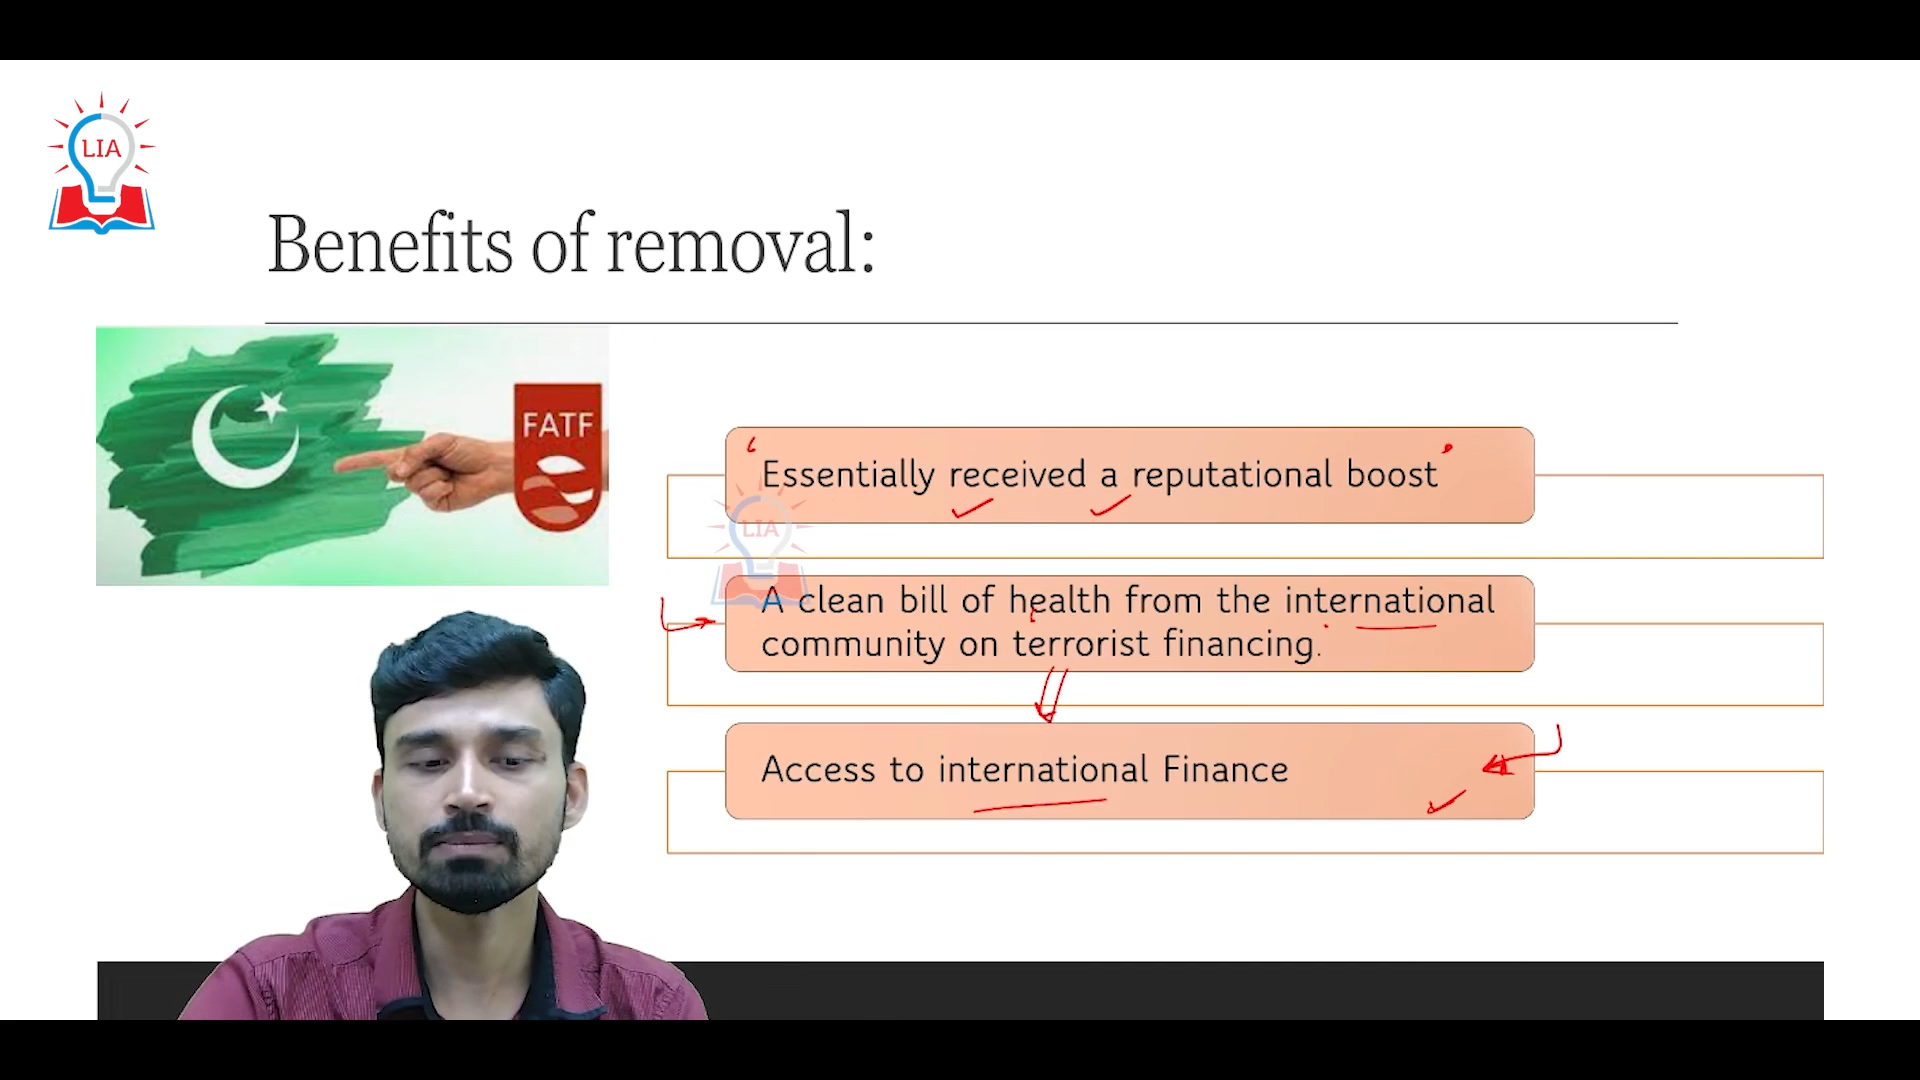 LIA
Benefits of removal:
FATF
Essentially received a reputational boost
LIA
A clean bill of health from the international
community on terrorist financing.
Access to international Finance